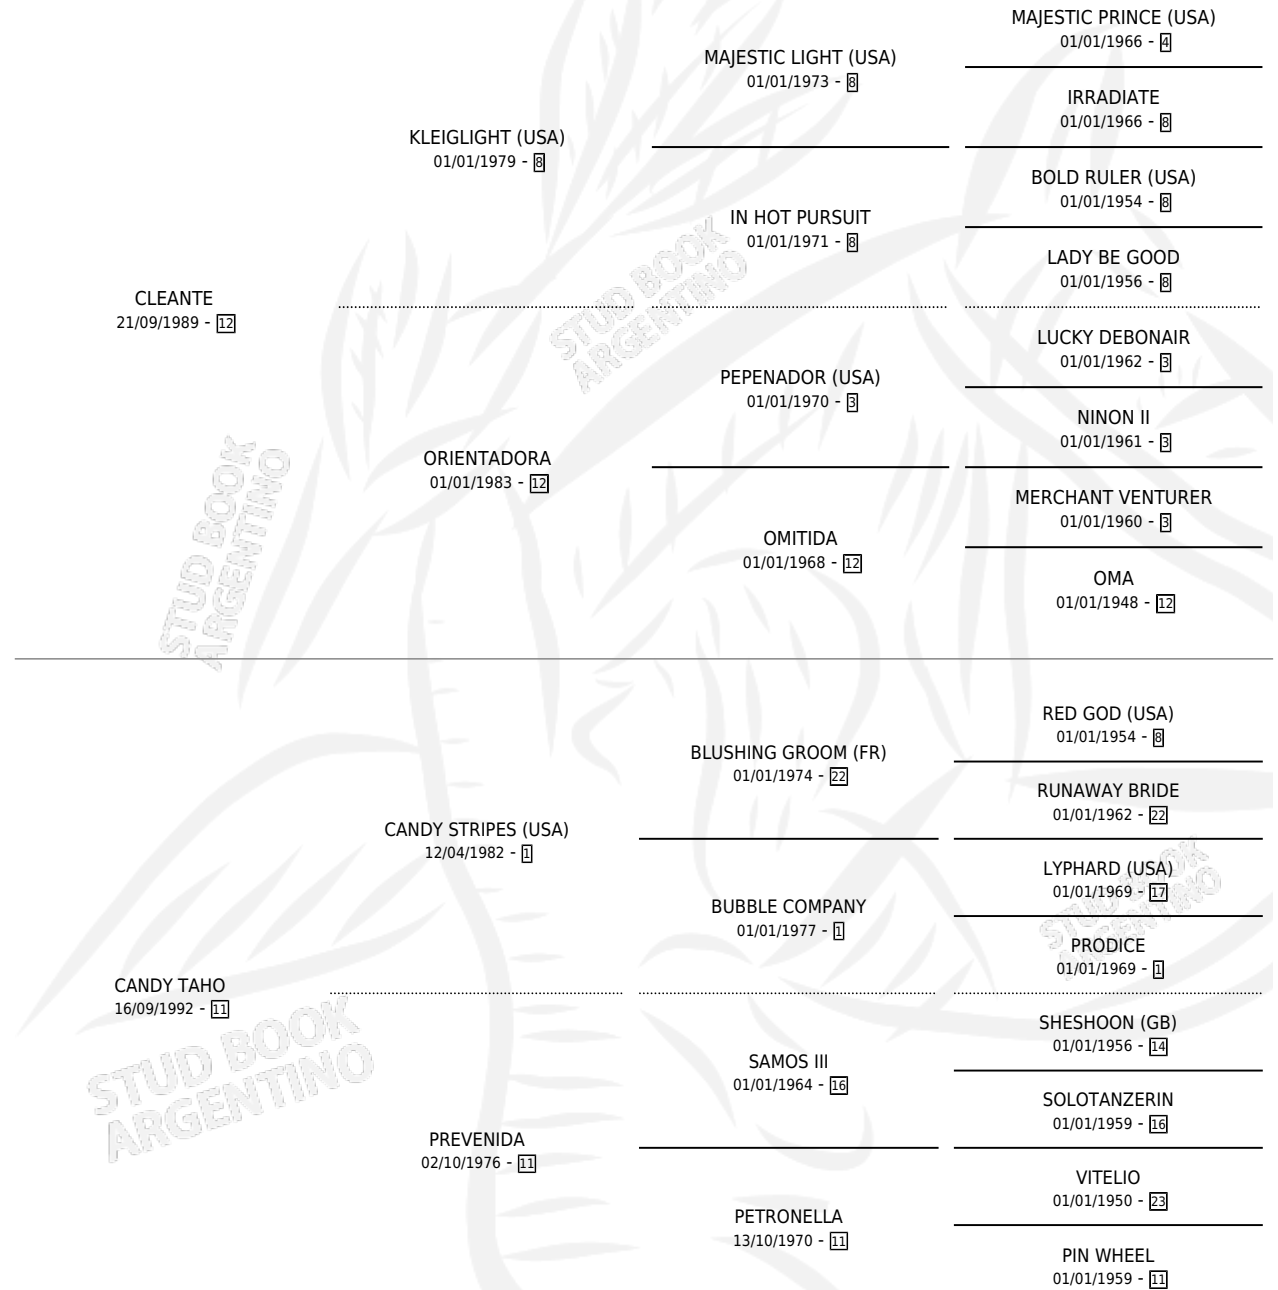 MAJESTIC PRINCE (USA)
01/01/1966 - 4
MAJESTIC LIGHT (USA)
01/01/1973 - 8
IRRADIATE
01/01/1966 - 8
KLEIGLIGHT (USA)
01/01/1979 - 8
BOLD RULER (USA)
01/01/1954 - 8
IN HOT PURSUIT
01/01/1971 - 8
LADY BE GOOD
01/01/1956 - 8
CLEANTE
21/09/1989 - 12
LUCKY DEBONAIR
01/01/1962 - 3
PEPENADOR (USA)
01/01/1970 - 3
NINON II
01/01/1961 - 3
ORIENTADORA
01/01/1983 - 12
MERCHANT VENTURER
01/01/1960 - 3
OMITIDA
01/01/1968 - 12
OMA
01/01/1948 - 12
RED GOD (USA)
01/01/1954 - 8
BLUSHING GROOM (FR)
01/01/1974 - 22
RUNAWAY BRIDE
01/01/1962 - 22
CANDY STRIPES (USA)
12/04/1982 - 1
LYPHARD (USA)
01/01/1969 - 17
BUBBLE COMPANY
01/01/1977 - 1
PRODICE
01/01/1969 - 1
CANDY TAHO
16/09/1992 - 11
SHESHOON (GB)
01/01/1956 - 14
SAMOS III
01/01/1964 - 16
SOLOTANZERIN
01/01/1959 - 16
PREVENIDA
02/10/1976 - 11
VITELIO
01/01/1950 - 23
PETRONELLA
13/10/1970 - 11
PIN WHEEL
01/01/1959 - 11
STUD BOOK
ARGENTINO
STUD BOOK
ARGENTINO
STUD BOOK
ARGENTINO
STUD BOOK
ARGENTINO